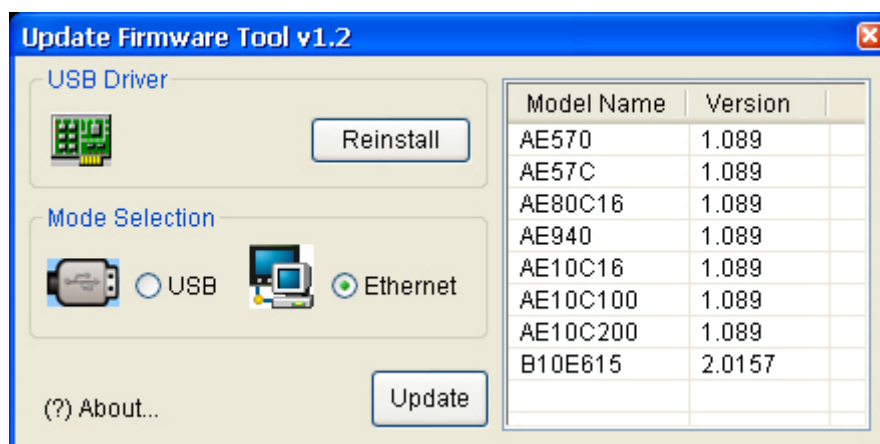 Update Firmware Tool v1.2
USB Driver
Reinstall
Mode Selection
USB
Ethernet
(?) About...
Update
Model Name Version
AE570 1.089
AE57C 1.089
AE80C16 1.089
AE940 1.089
AE10C16 1.089
AE10C100 1.089
AE10C200 1.089
B10E615 2.0157